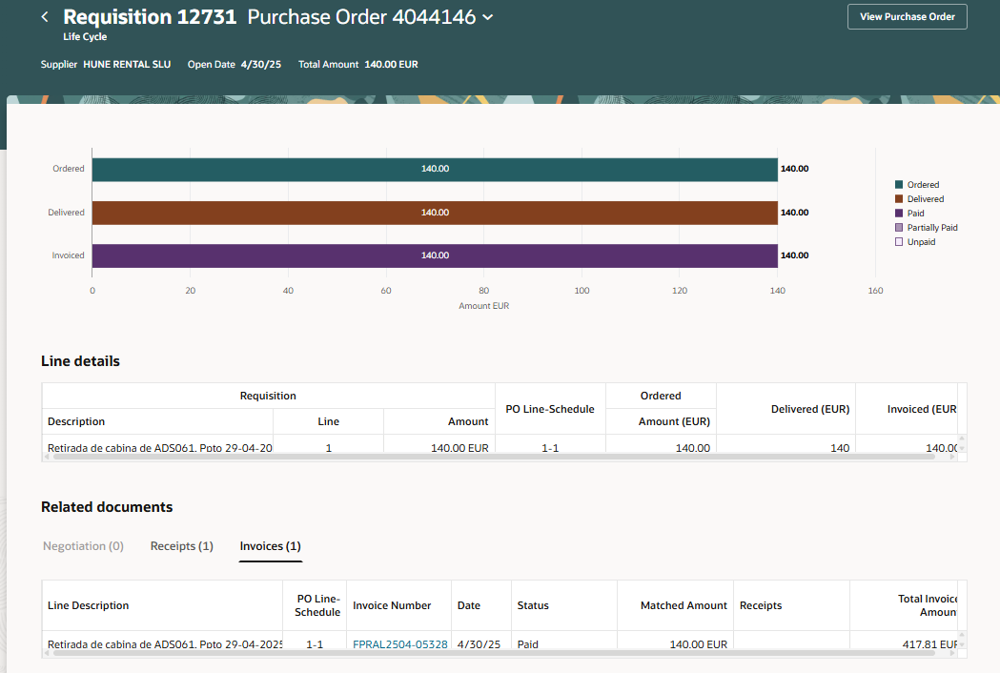 Requisition 12731 Purchase Order 4044146
View Purchase Order
Life Cycle
Supplier HUNE RENTAL SLU Open Date 4/30/25 Total Amount 140.00 EUR
Ordered 140.00 140.00
Delivered 140.00 140.00
Invoiced 140.00 140.00
0 20 40 60 80 100 120 140 160
Amount EUR
Ordered
Delivered
Paid
Partially Paid
Unpaid
Line details
Requisition Ordered
PO Line-Schedule Delivered (EUR) Invoiced (EUR
Description Line Amount Amount (EUR)
Retirada de cabina de ADS061. Ppto 29-04-20 1 140.00 EUR 1-1 140.00 140 140.00
Related documents
Negotiation (0) Receipts (1) Invoices (1)
Line Description PO Line-Schedule Invoice Number Date Status Matched Amount Receipts Total Invoice Amount
Retirada de cabina de ADS061. Ppto 29-04-2025 1-1 FPRAL2504-05328 4/30/25 Paid 140.00 EUR 417.81 EUR